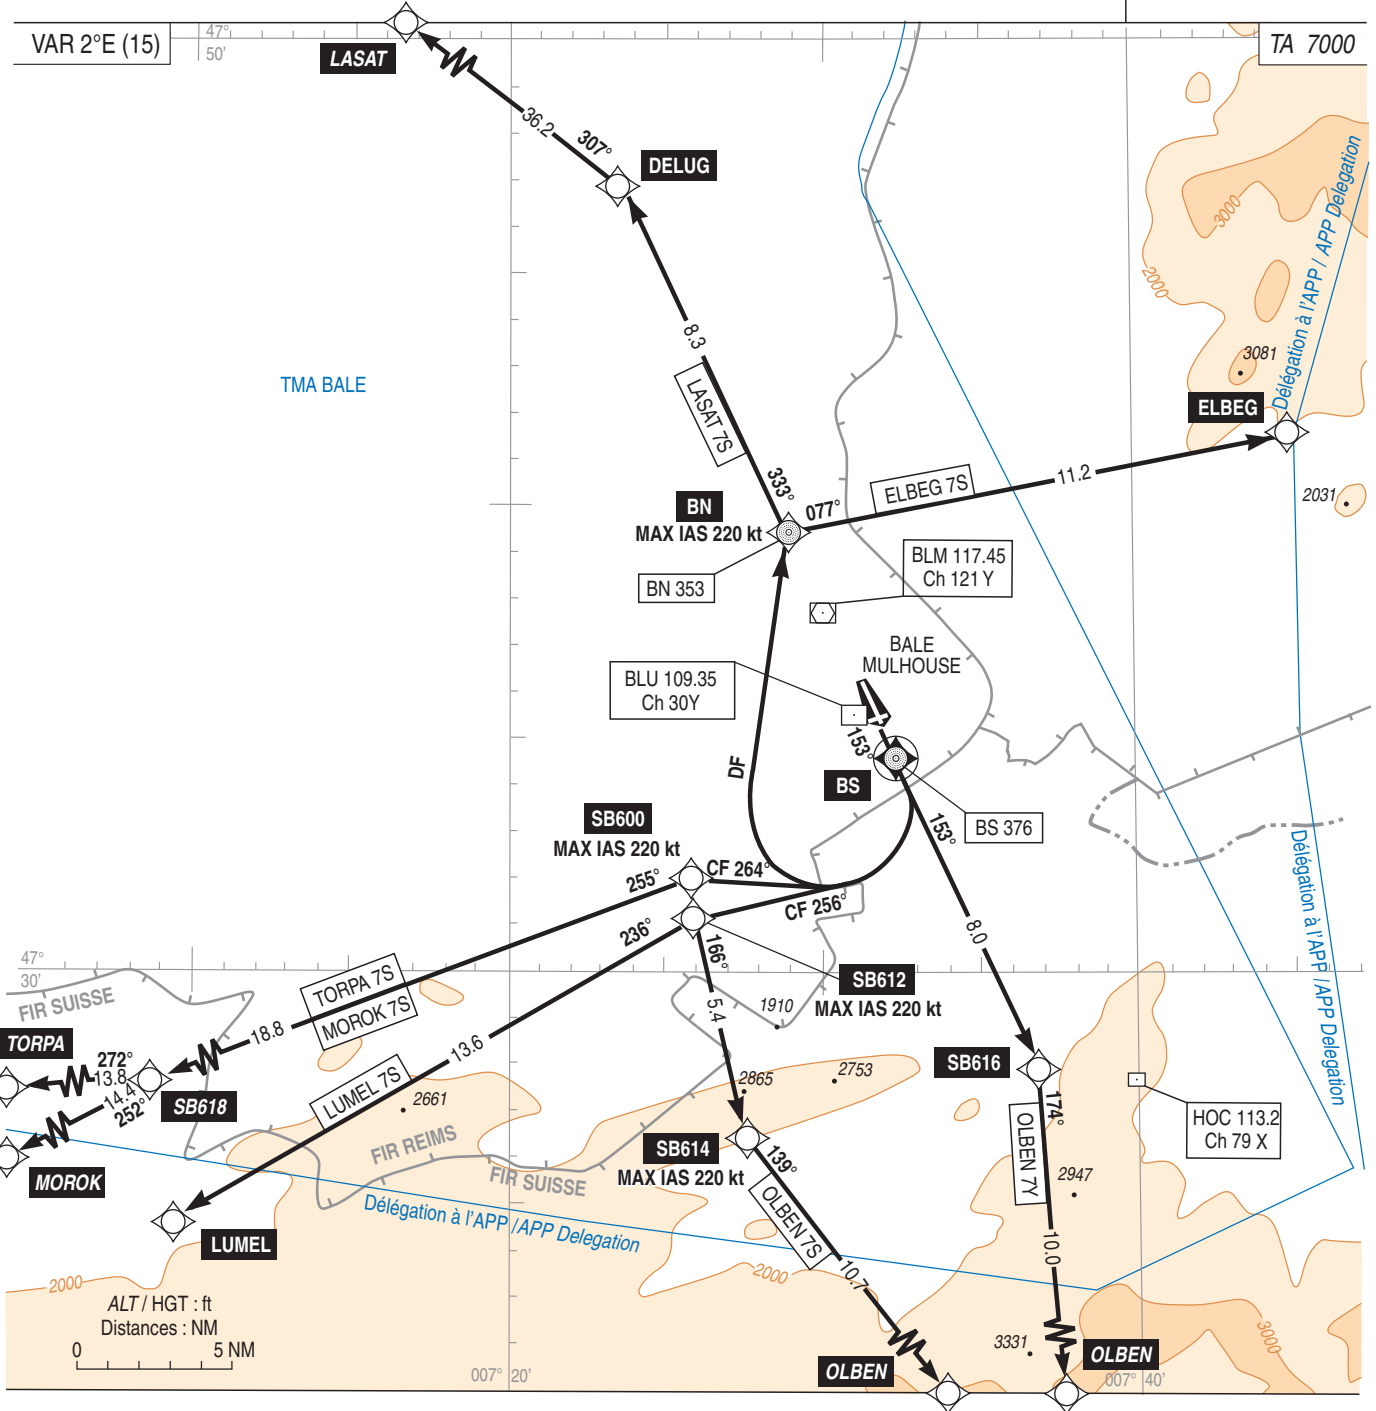 VAR 2°E (15)
47°
50'
LASAT
TA 7000
36.2
307°
DELUG
Délégation à l'APP / APP Delegation
3000
2000
8.3
3081
TMA BALE
LASAT 7S
ELBEG
333°
077°
ELBEG 7S
11.2
2031
BN
MAX IAS 220 kt
BN 353
BLM 117.45
Ch 121 Y
BALE
MULHOUSE
BLU 109.35
Ch 30Y
153°
DF
BS
BS 376
153°
SB600
MAX IAS 220 kt
CF 264°
255°
CF 256°
236°
166°
8.0
Délégation à l'APP /APP Delegation
47°
30'
FIR SUISSE
TORPA 7S
MOROK 7S
SB612
MAX IAS 220 kt
5.4
1910
18.8
13.6
TORPA
272°
13.8
14.4
252°
SB618
LUMEL 7S
2661
2865
2753
SB616
174°
HOC 113.2
Ch 79 X
FIR REIMS
FIR SUISSE
SB614
MAX IAS 220 kt
139°
OLBEN 7S
OLBEN 7Y
2947
MOROK
Délégation à l'APP /APP Delegation
LUMEL
10.0
10.7
2000
2000
ALT / HGT : ft
Distances : NM
0
5 NM
3331
3000
OLBEN
OLBEN
007° 20'
007° 40'